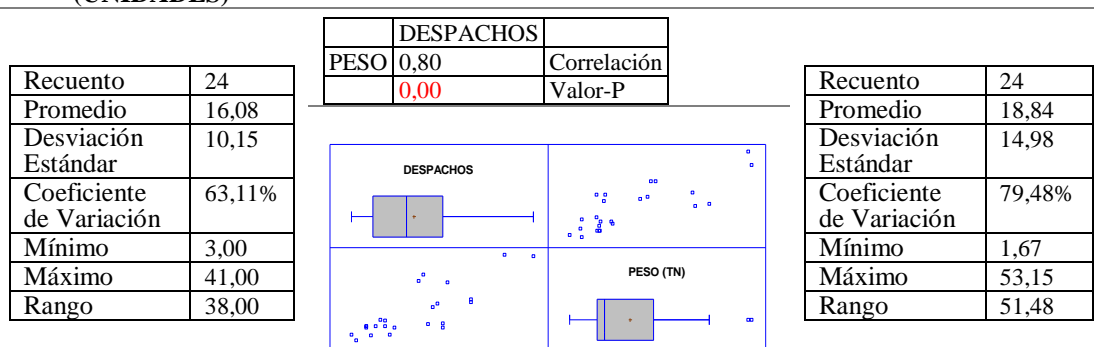 (UNIDADES)
DESPACHOS
PESO 0,80 Correlación
0,00 Valor-P
Recuento 24
Promedio 16,08
Desviación 10,15
Estándar
Coeficiente 63,11%
de Variación
Mínimo 3,00
Máximo 41,00
Rango 38,00
DESPACHOS
PESO (TN)
Recuento 24
Promedio 18,84
Desviación 14,98
Estándar
Coeficiente 79,48%
de Variación
Mínimo 1,67
Máximo 53,15
Rango 51,48